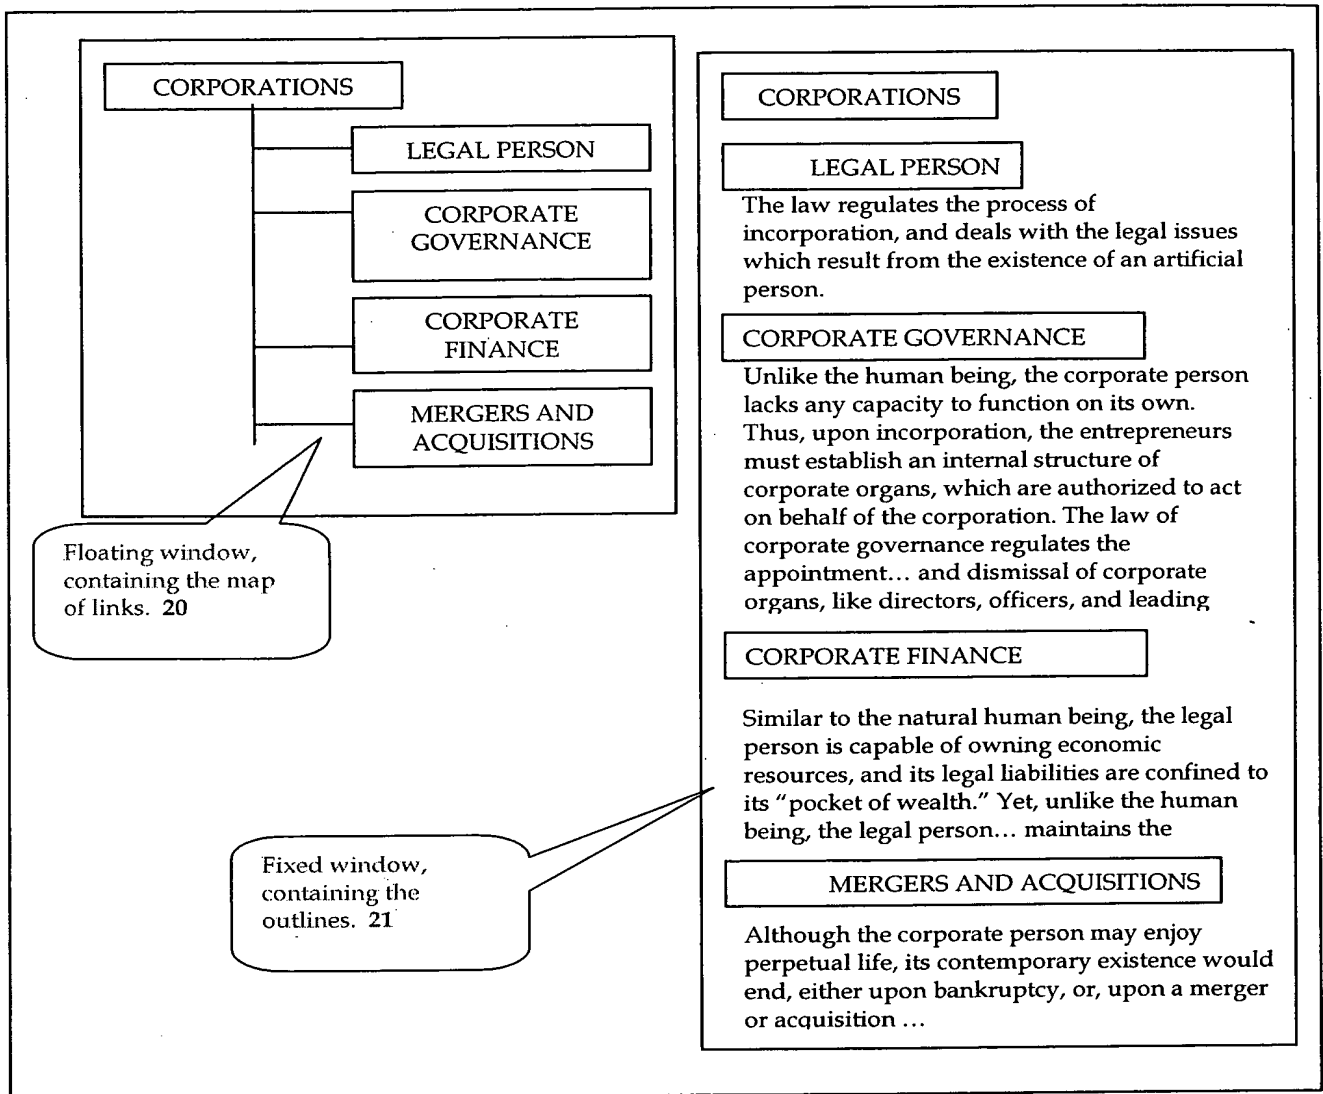 CORPORATIONS
LEGAL PERSON
CORPORATE
GOVERNANCE
CORPORATE
FINANCE
MERGERS AND
ACQUISITIONS
Floating window,
containing the map
of links. 20
Fixed window,
containing the
outlines. 21
CORPORATIONS
LEGAL PERSON
The law regulates the process of
incorporation, and deals with the legal issues
which result from the existence of an artificial
person.
CORPORATE GOVERNANCE
Unlike the human being, the corporate person
lacks any capacity to function on its own.
Thus, upon incorporation, the entrepreneurs
must establish an internal structure of
corporate organs, which are authorized to act
on behalf of the corporation. The law of
corporate governance regulates the
appointment... and dismissal of corporate
organs, like directors, officers, and leading
CORPORATE FINANCE
Similar to the natural human being, the legal
person is capable of owning economic
resources, and its legal liabilities are confined to
its "pocket of wealth." Yet, unlike the human
being, the legal person... maintains the
MERGERS AND ACQUISITIONS
Although the corporate person may enjoy
perpetual life, its contemporary existence would
end, either upon bankruptcy, or, upon a merger
or acquisition ...